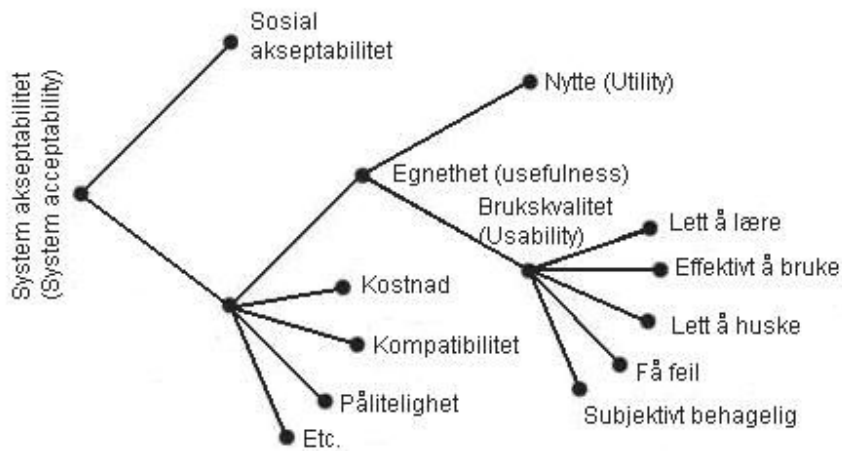 System akseptabilitet
(System acceptability)
Sosial
akseptabilitet
Nytte (Utility)
Egnethet (usefulness)
Brukskvalitet
(Usability)
Lett å lære
Effektivt å bruke
Lett å huske
Få feil
Subjektivt behagelig
Kostnad
Kompatibilitet
Pålitelighet
Etc.